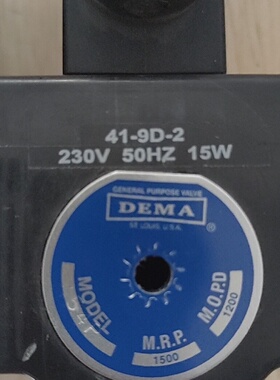 41-9D-2
230V 50HZ 15W
GENERAL PURPOSE VALVE
DEMA ®
ST. LOUIS, U.S.A.
MODEL
M.R.P.
1500
M.O.P.D
1200